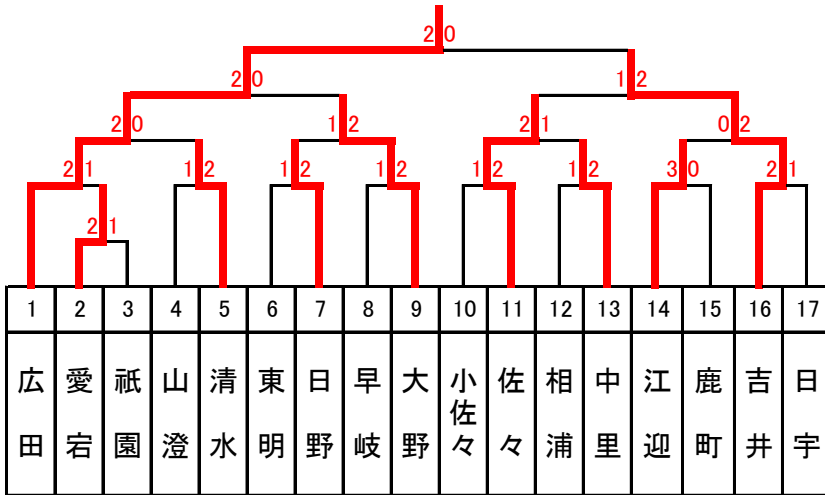 2 0
2 0 1 2
2 0 1 2 2 1 0 2
2 1 1 2 1 2 1 2 1 2 1 2 3 0 2 1
2 1
1 2 3 4 5 6 7 8 9 10 11 12 13 14 15 16 17
広田
愛宕
祇園
山澄
清水
東明
日野
早岐
大野
小佐々
佐々
相浦
中里
江迎
鹿町
吉井
日宇